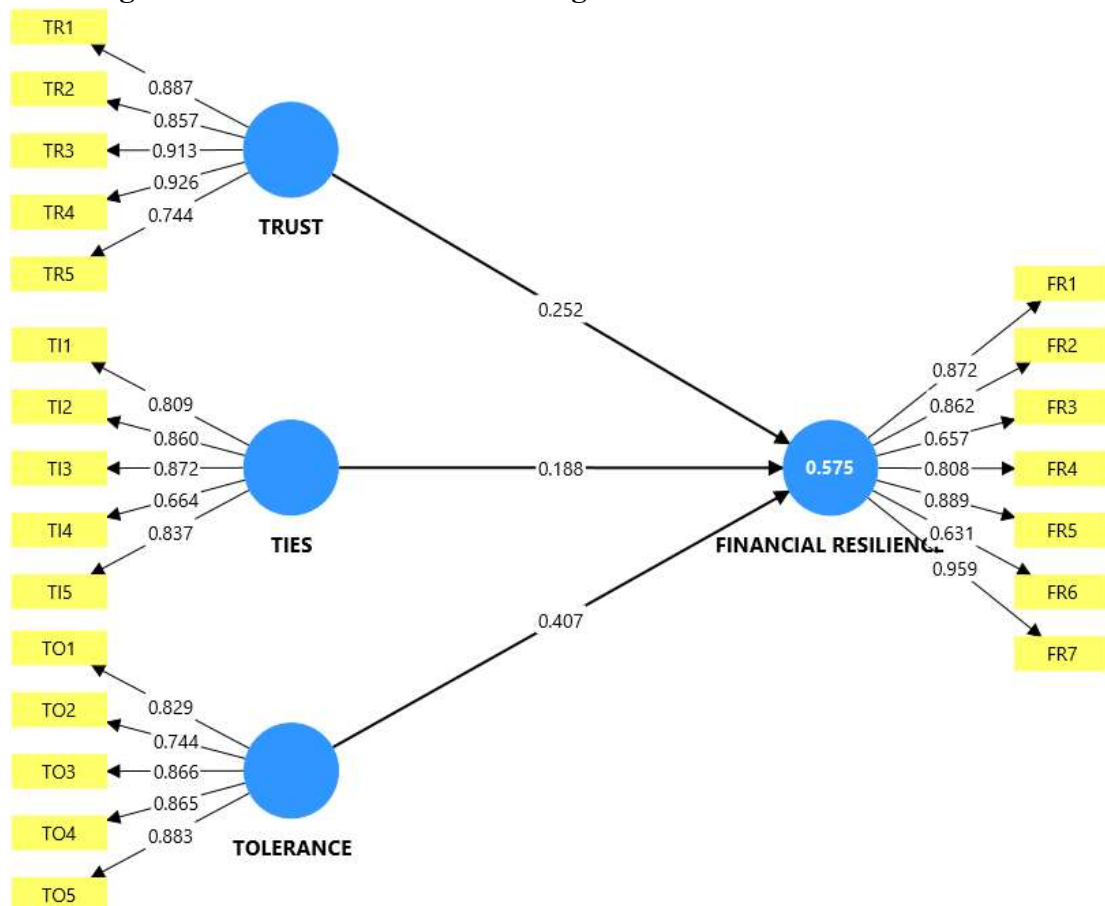 TR1
TR2
TR3
TR4
TR5
0.887
0.857
0.913
0.926
0.744
TRUST
TI1
TI2
TI3
TI4
TI5
0.809
0.860
0.872
0.664
0.837
TIES
TO1
TO2
TO3
TO4
TO5
0.829
0.744
0.866
0.865
0.883
TOLERANCE
0.252
0.188
0.407
0.575
FINANCIAL RESILIENCE
0.872
0.862
0.657
0.808
0.889
0.631
0.959
FR1
FR2
FR3
FR4
FR5
FR6
FR7